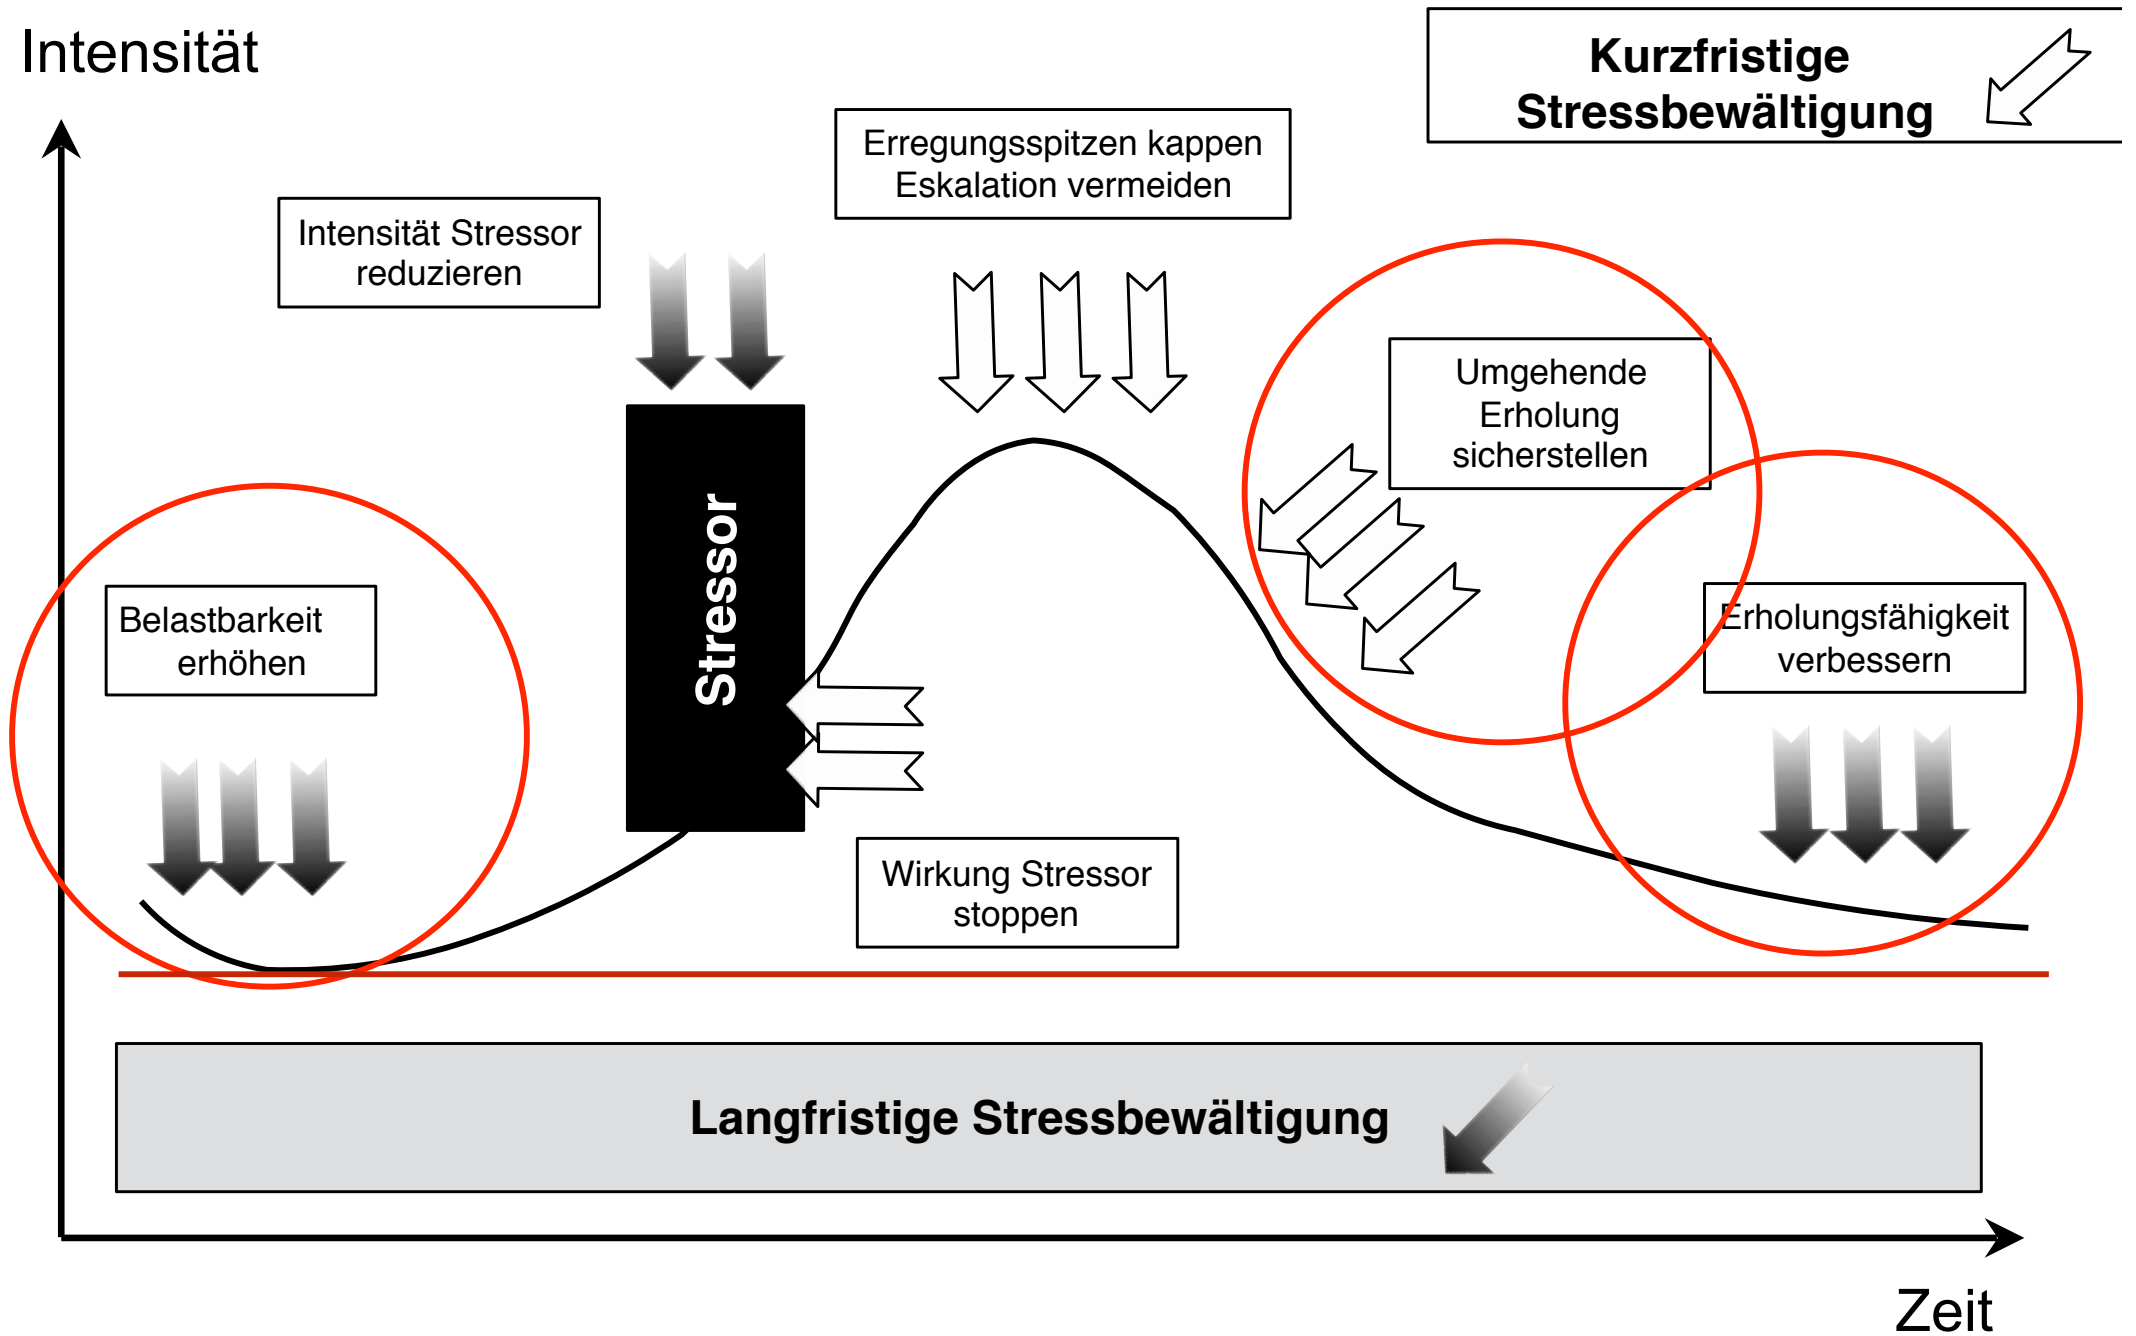 Intensität
Kurzfristige
Stressbewältigung
Erregungsspitzen kappen
Eskalation vermeiden
Intensität Stressor
reduzieren
Umgehende
Erholung
sicherstellen
Stressor
Belastbarkeit
erhöhen
Erholungsfähigkeit
verbessern
Wirkung Stressor
stoppen
Langfristige Stressbewältigung
Zeit